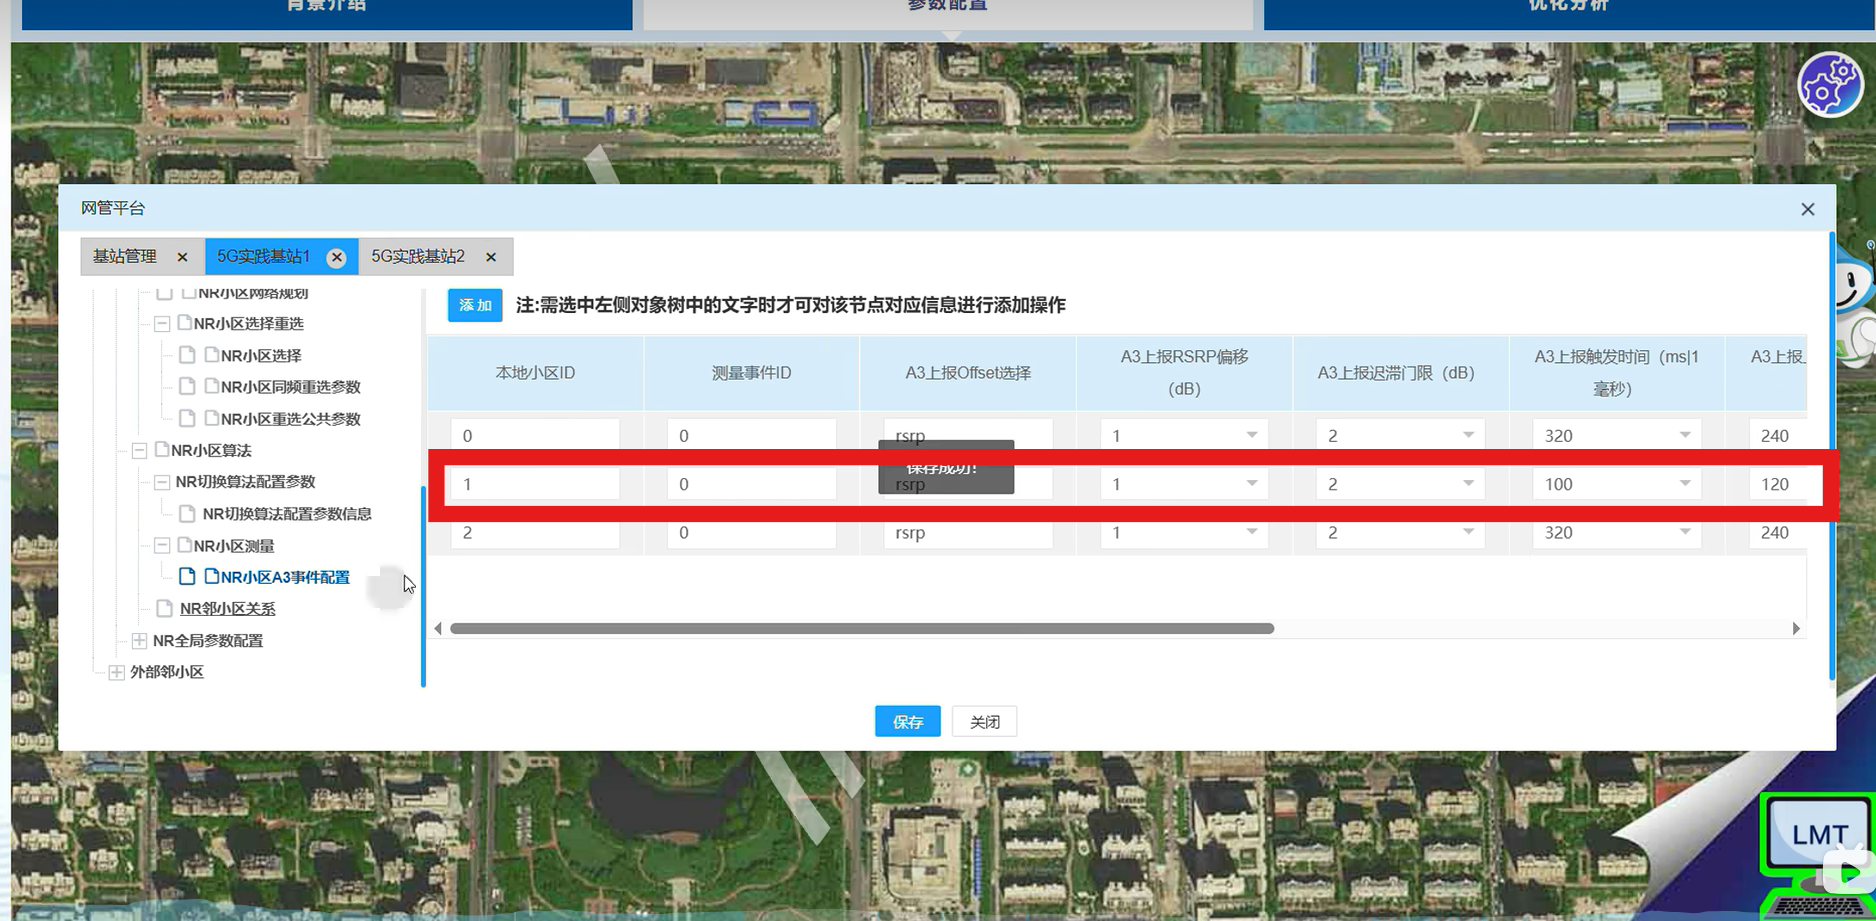 背景介绍
参数配置
优化分析
网管平台
基站管理 ×
5G实践基站1 ×
5G实践基站2 ×
NR小区网络规划
NR小区选择重选
NR小区选择
NR小区同频重选参数
NR小区重选公共参数
NR小区算法
NR切换算法配置参数
NR切换算法配置参数信息
NR小区测量
NR小区A3事件配置
NR邻小区关系
NR全局参数配置
外部邻小区
添加 注:需选中左侧对象树中的文字时才可对该节点对应信息进行添加操作
本地小区ID 测量事件ID A3上报Offset选择 A3上报RSRP偏移（dB） A3上报迟滞门限（dB） A3上报触发时间（ms|1毫秒） A3上报
0 0 rsrp 1 2 320 240
保存成功！
1 0 rsrp 1 2 100 120
2 0 rsrp 1 2 320 240
保存 关闭
LMT